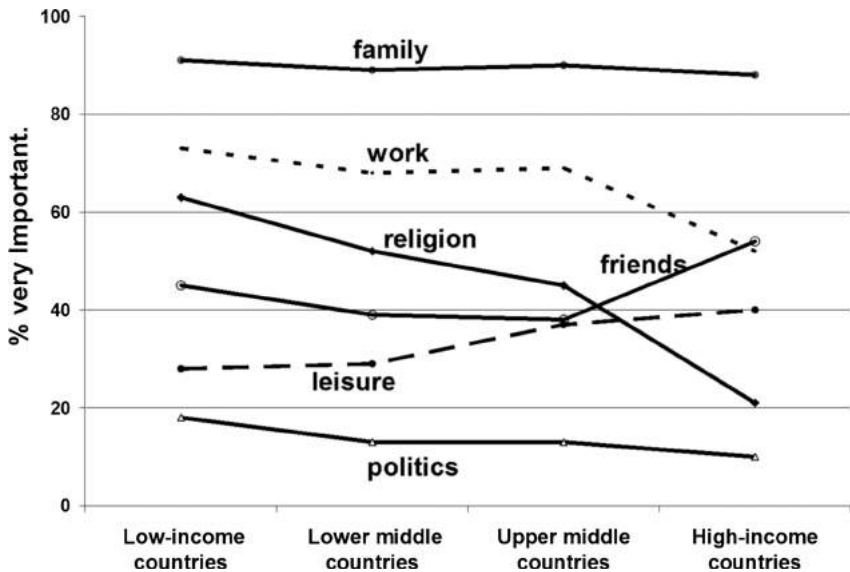 100
80
60
40
20
0
% very Important.
family
work
religion
friends
leisure
politics
Low-income
countries
Lower middle
countries
Upper middle
countries
High-income
countries